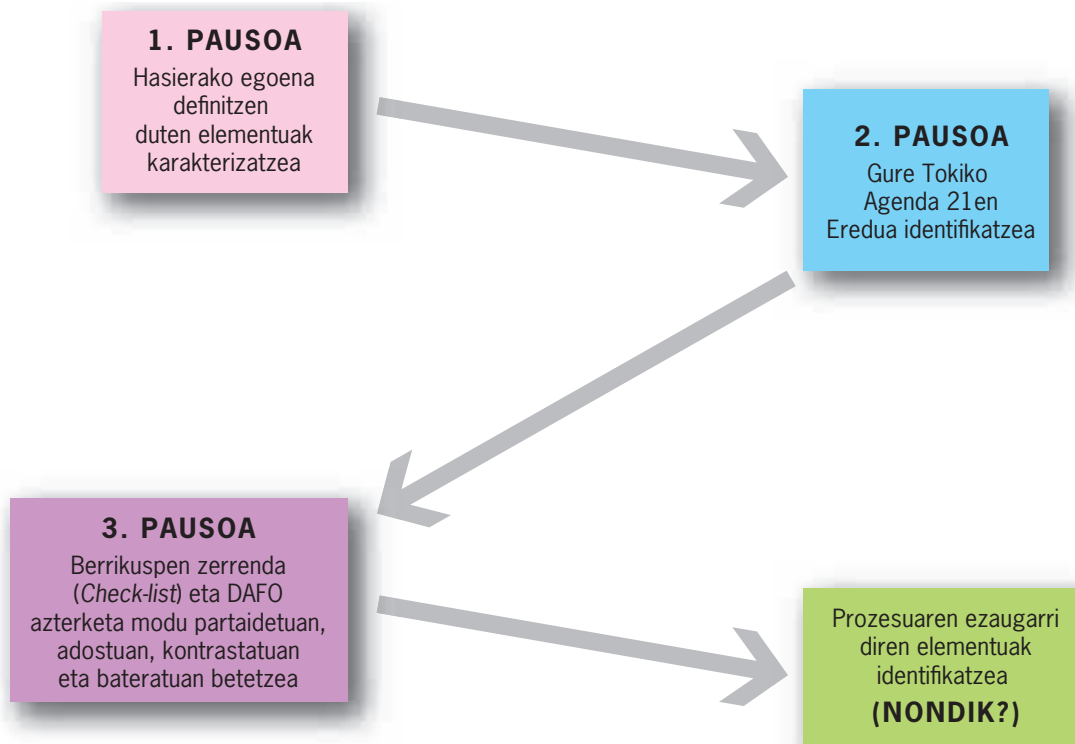 1. PAUSOA
Hasierako egoena
definitzen
duten elementuak
karakterizatzea
2. PAUSOA
Gure Tokiko
Agenda 21en
Eredua identifikatzea
3. PAUSOA
Berrikuspen zerrenda
(Check-list) eta DAFO
azterketa modu partaidetuan,
adostuan, kontrastatuan
eta bateratuan betetzea
Prozesuaren ezaugarri
diren elementuak
identifikatzea
(NONDIK?)